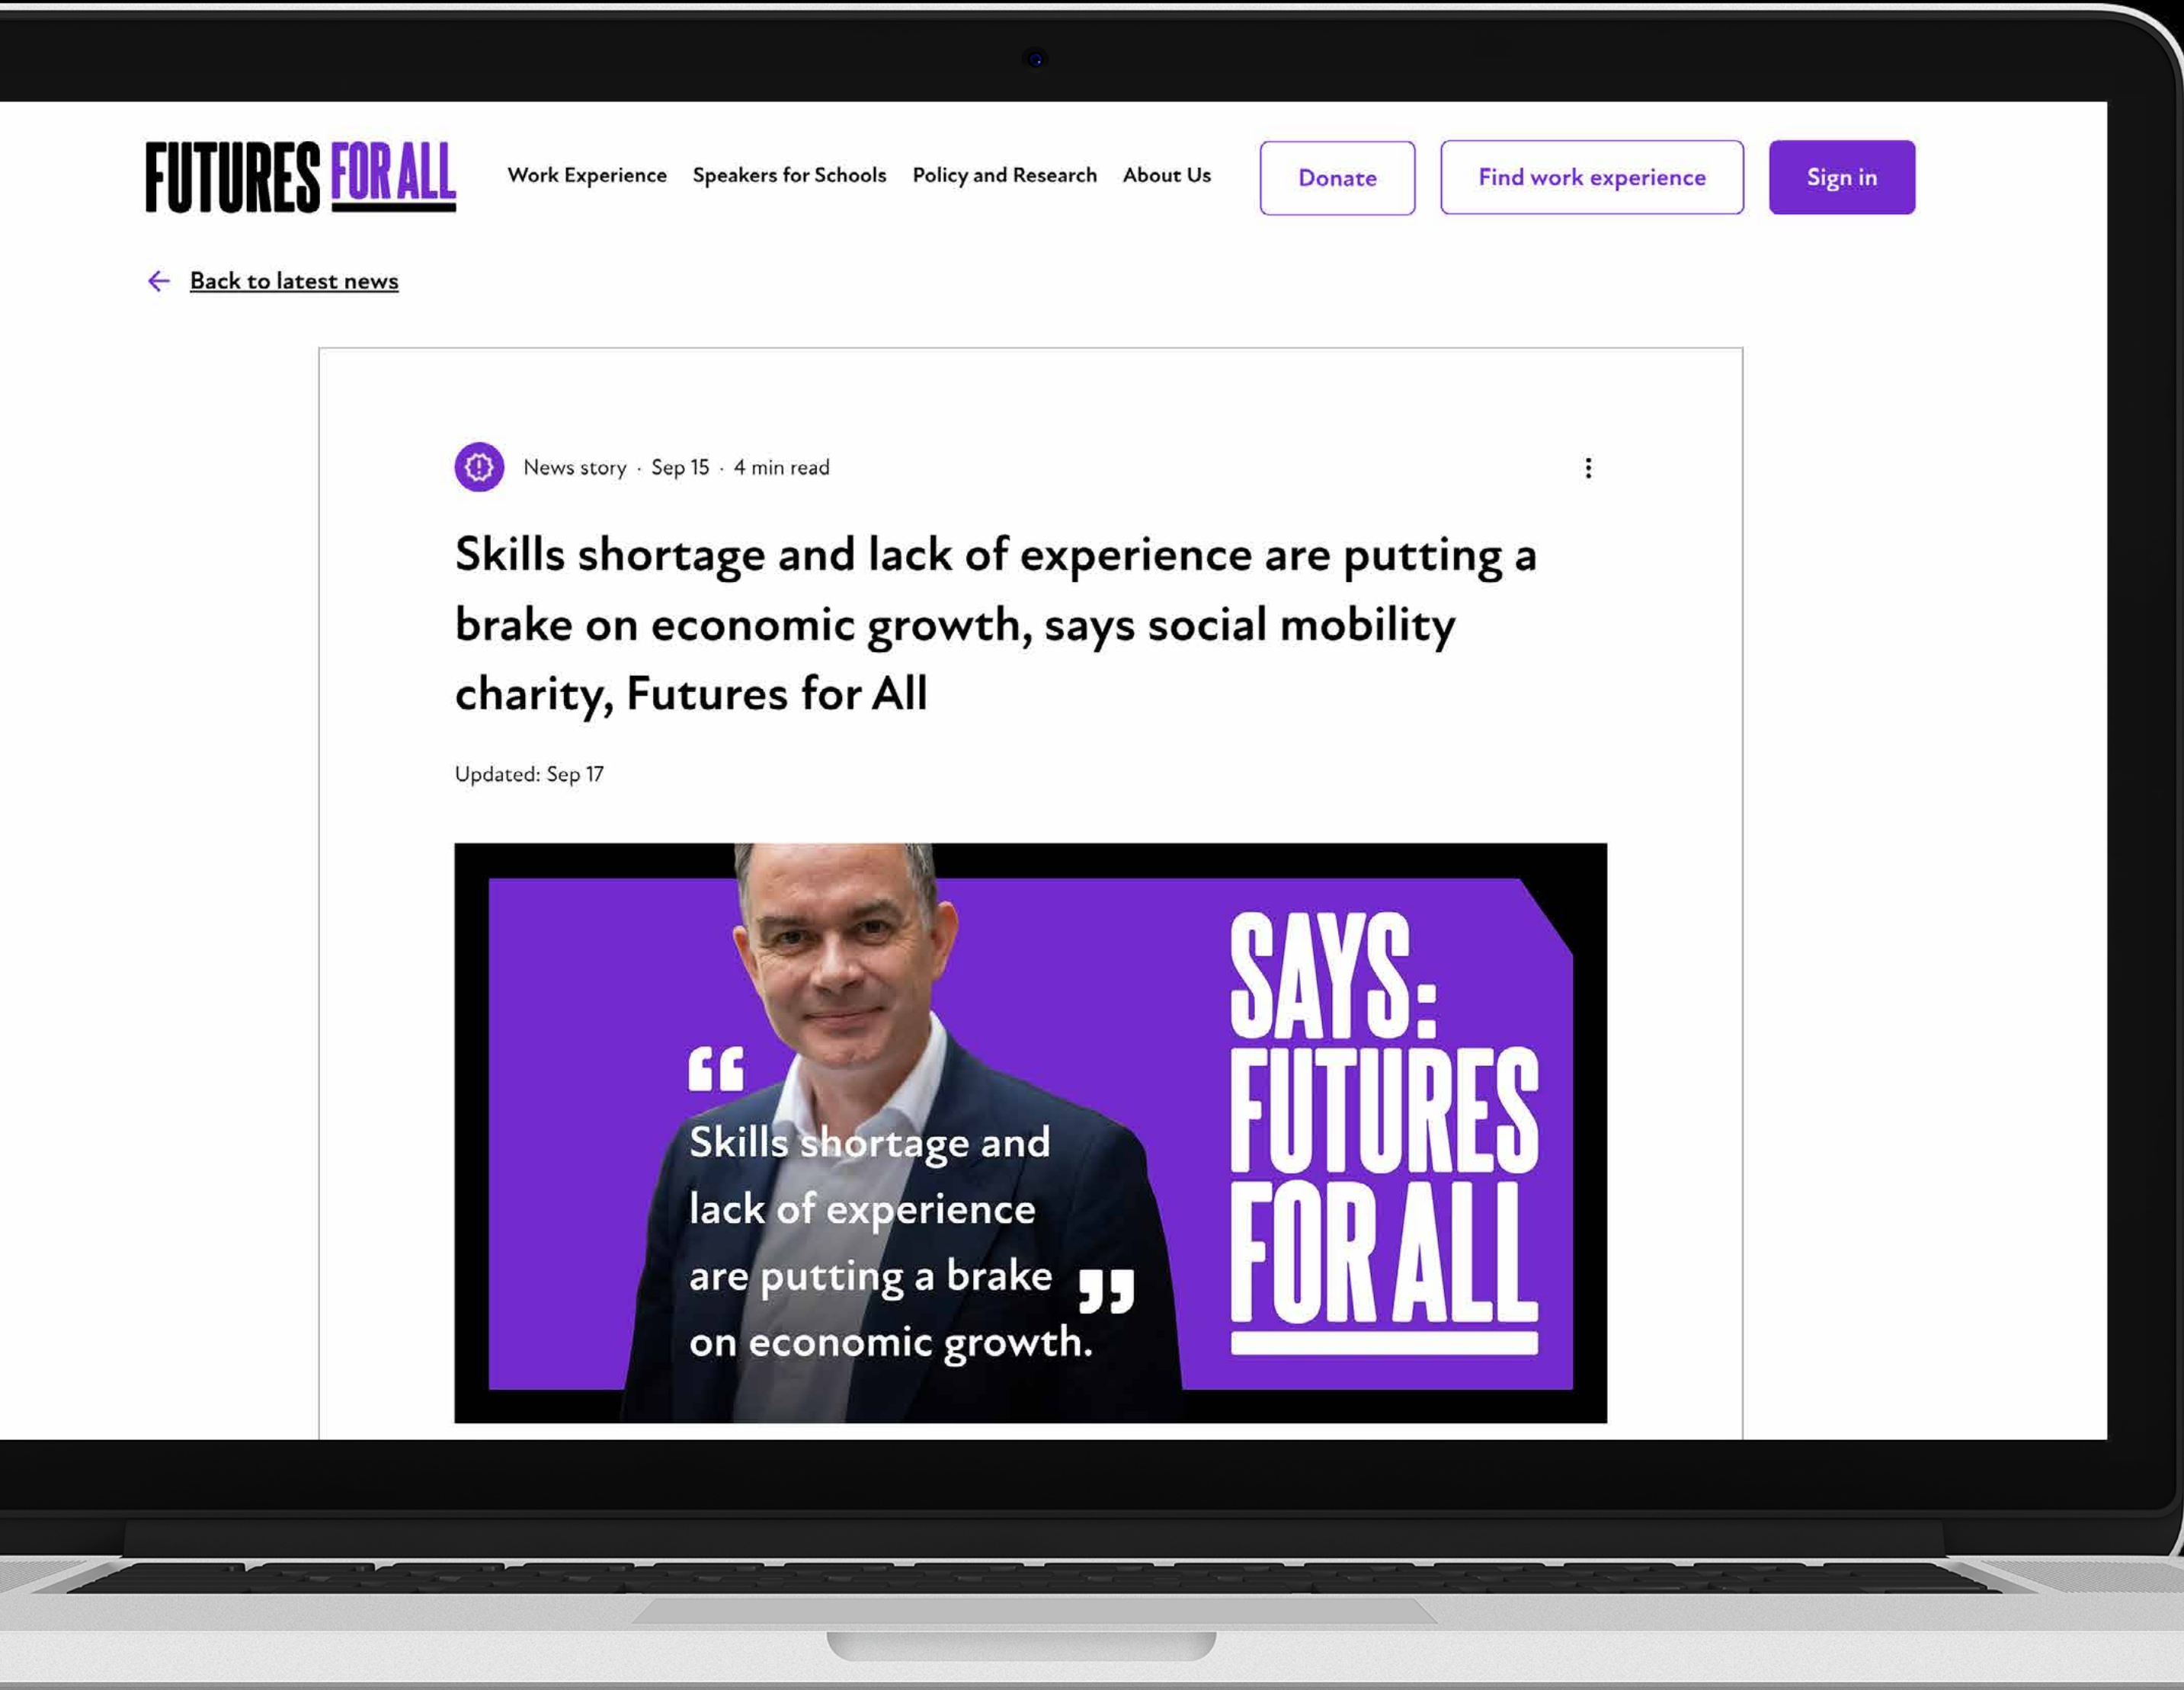 FUTURES FOR ALL
Work Experience
Speakers for Schools
Policy and Research
About Us
Donate
Find work experience
Sign in
Back to latest news
News story · Sep 15 · 4 min read
Skills shortage and lack of experience are putting a
brake on economic growth, says social mobility
charity, Futures for All
Updated: Sep 17
“
Skills shortage and
lack of experience
are putting a brake
on economic growth.
”
SAYS:
FUTURES
FOR ALL